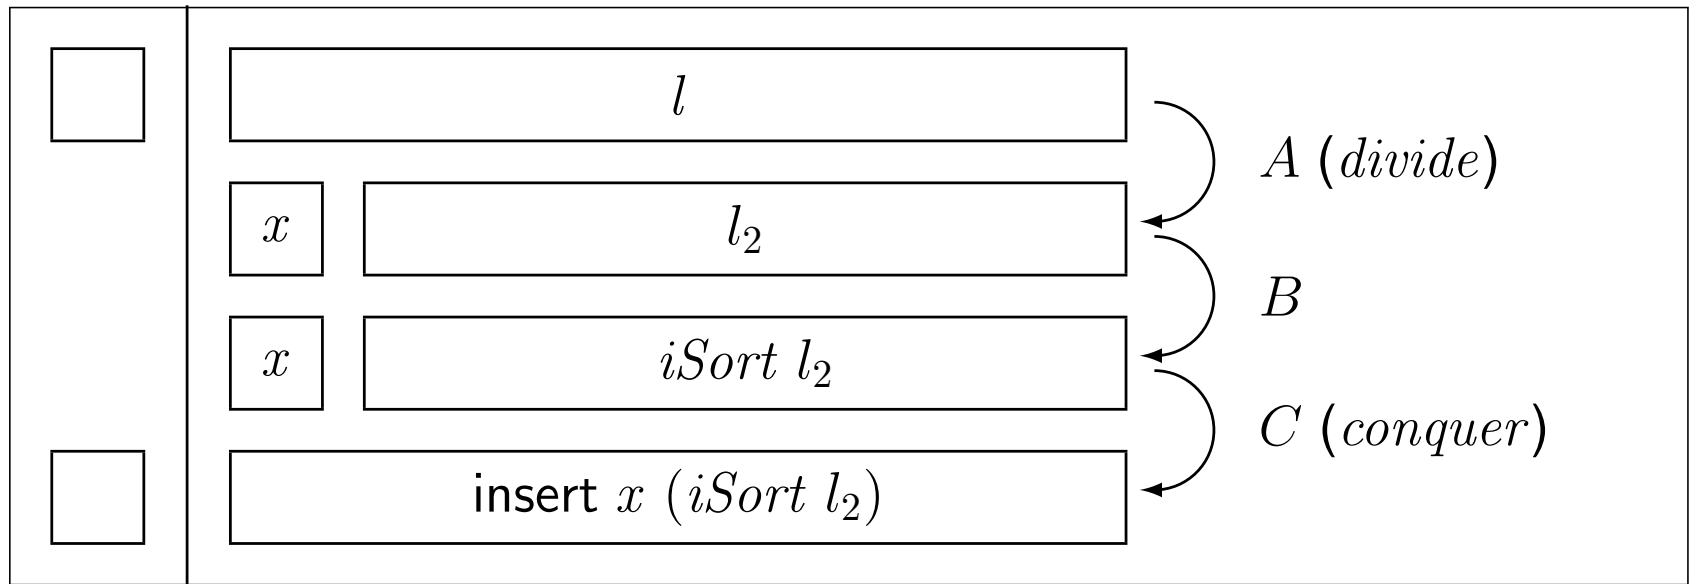 l
A (divide)
x l₂
B
x iSort l₂
C (conquer)
insert x (iSort l₂)